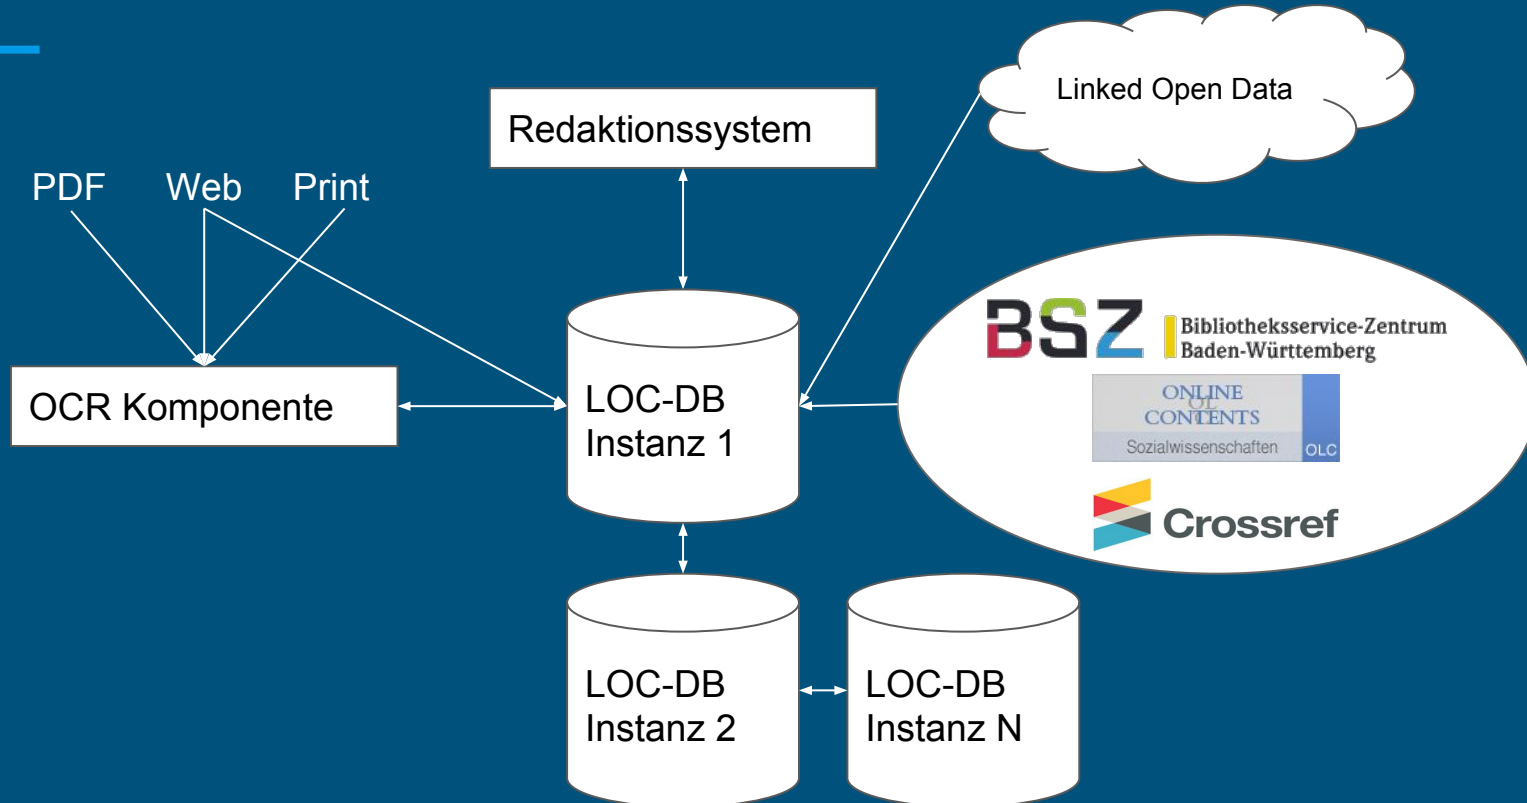 Linked Open Data
Redaktionssystem
PDF Web Print
BSZ Bibliotheksservice-Zentrum
Baden-Württemberg
ONLINE
OLC
CONTENTS
Sozialwissenschaften OLC
Crossref
OCR Komponente
LOC-DB
Instanz 1
LOC-DB
Instanz 2
LOC-DB
Instanz N